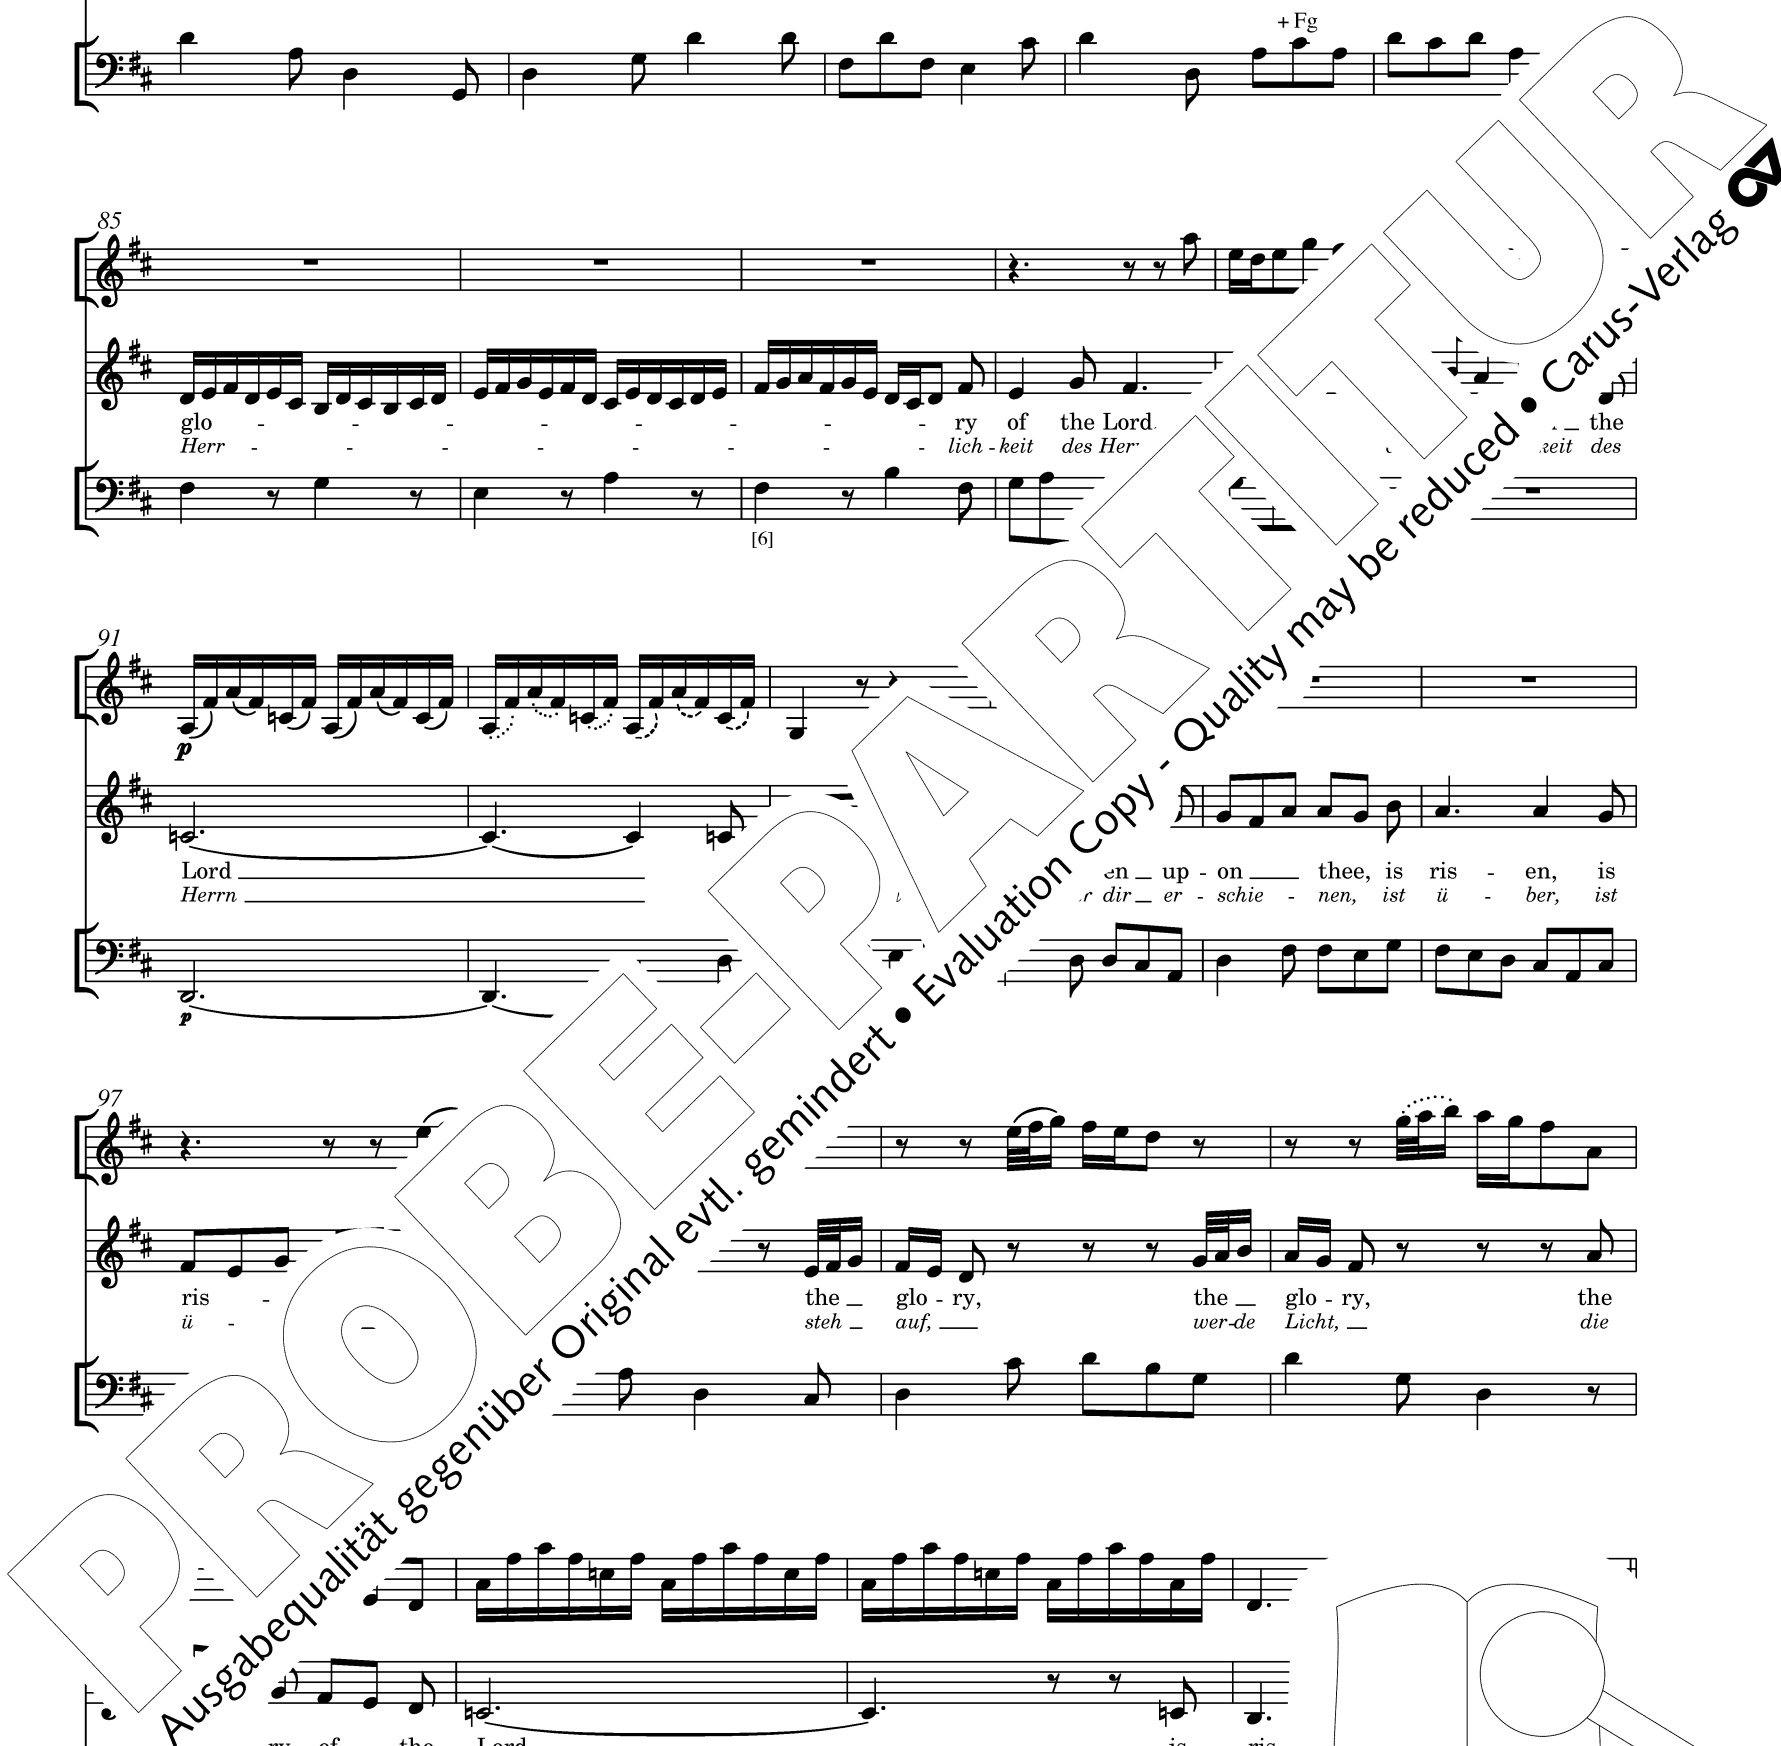 + Fg
85
glo - - - - - - - - ry of the Lord the
Herr - - - - - - - - lich - keit des des
[6]
91
p
Lord up - on thee, is ris - en, is
Herrn dir er - schie - nen, ist ü - ber, ist
p
97
ris - the glo - ry, the glo - ry, the
ü - steh auf, wer-de Licht, die
of the Lord is ris
PROBE-PARTITUR
Ausgabequalität gegenüber Original evtl. gemindert • Evaluation Copy - Quality may be reduced • Carus-Verlag